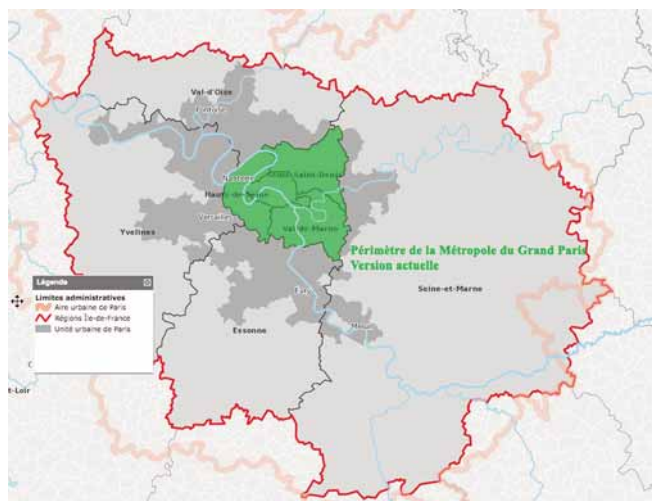 Val-d'Oise
Pontoise
Nanterre
Seine-Saint-Denis
Hauts-de-Seine
Versailles
Val-de-Marne
Yvelines
Périmètre de la Métropole du Grand Paris
Version actuelle
Légende
Limites administratives
Aire urbaine de Paris
Régions Île-de-France
Unité urbaine de Paris
Seine-et-Marne
Essonne
Melun
t-Loir